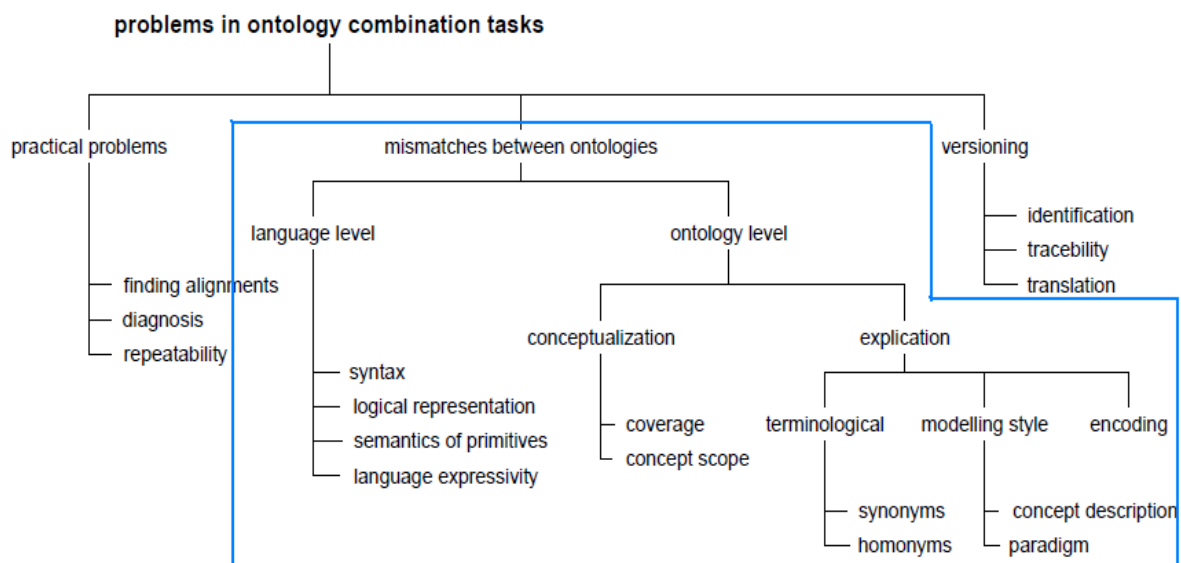 problems in ontology combination tasks
practical problems
mismatches between ontologies
versioning
language level
ontology level
identification
tracebility
translation
finding alignments
diagnosis
repeatability
conceptualization
explication
syntax
logical representation
semantics of primitives
language expressivity
coverage
concept scope
terminological
modelling style
encoding
synonyms
homonyms
concept description
paradigm